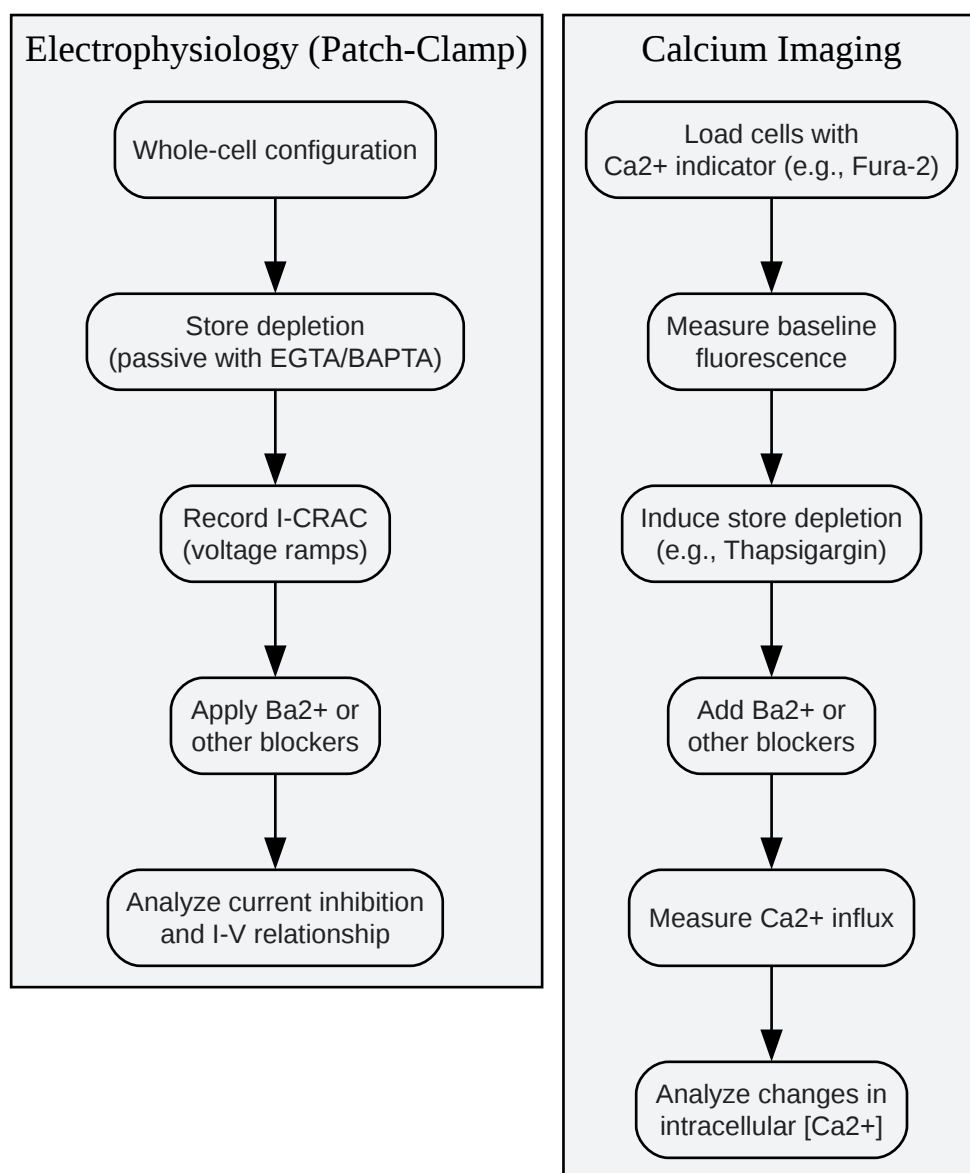 Electrophysiology (Patch-Clamp)
Whole-cell configuration
Store depletion
(passive with EGTA/BAPTA)
Record I-CRAC
(voltage ramps)
Apply Ba2+ or
other blockers
Analyze current inhibition
and I-V relationship
Calcium Imaging
Load cells with
Ca2+ indicator (e.g., Fura-2)
Measure baseline
fluorescence
Induce store depletion
(e.g., Thapsigargin)
Add Ba2+ or
other blockers
Measure Ca2+ influx
Analyze changes in
intracellular [Ca2+]